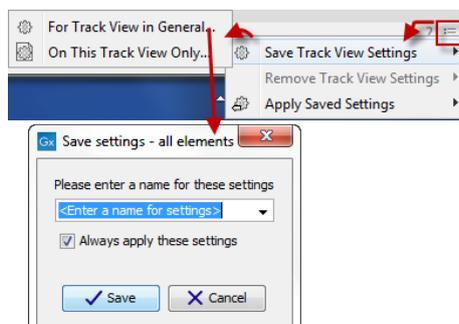 For Track View in General...
On This Track View Only...
?
Save Track View Settings
Remove Track View Settings
Apply Saved Settings
Gx Save settings - all elements
Please enter a name for these settings
<Enter a name for settings>
Always apply these settings
Save
Cancel